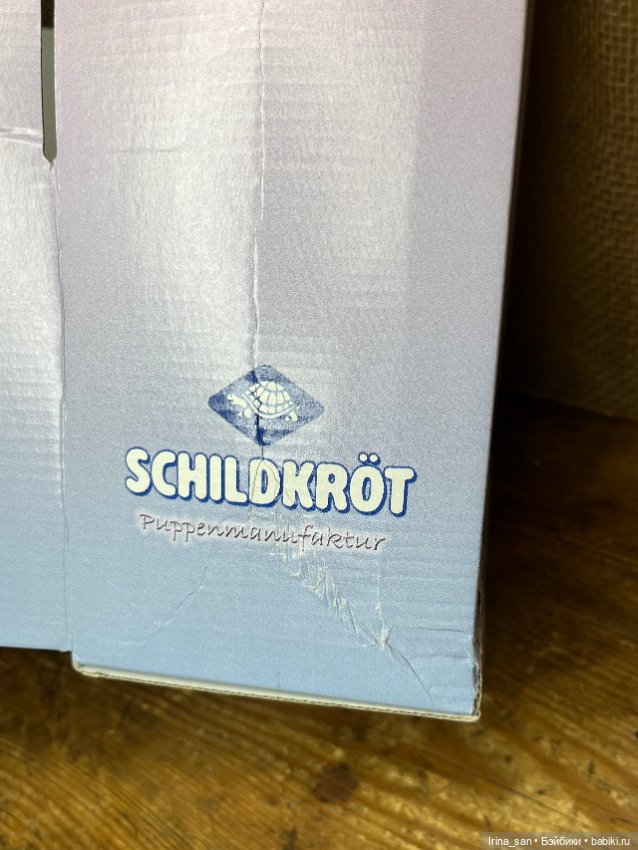 SCHILDKRÖT
Puppenmanufaktur
Irina_san • Бэйбики • babiki.ru